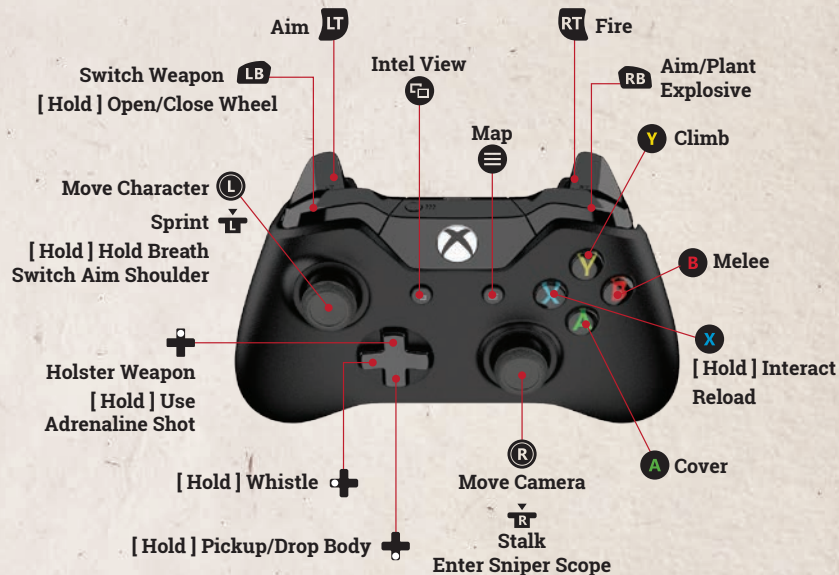 Aim LT
RT Fire
Switch Weapon LB
[ Hold ] Open/Close Wheel
Intel View
RB Aim/Plant
Explosive
Map
Y Climb
Move Character L
Sprint L
[ Hold ] Hold Breath
Switch Aim Shoulder
B Melee
Y
X
B
A
X
[ Hold ] Interact
Reload
Holster Weapon
[ Hold ] Use
Adrenaline Shot
A Cover
R
Move Camera
R
Stalk
Enter Sniper Scope
[ Hold ] Whistle
[ Hold ] Pickup/Drop Body